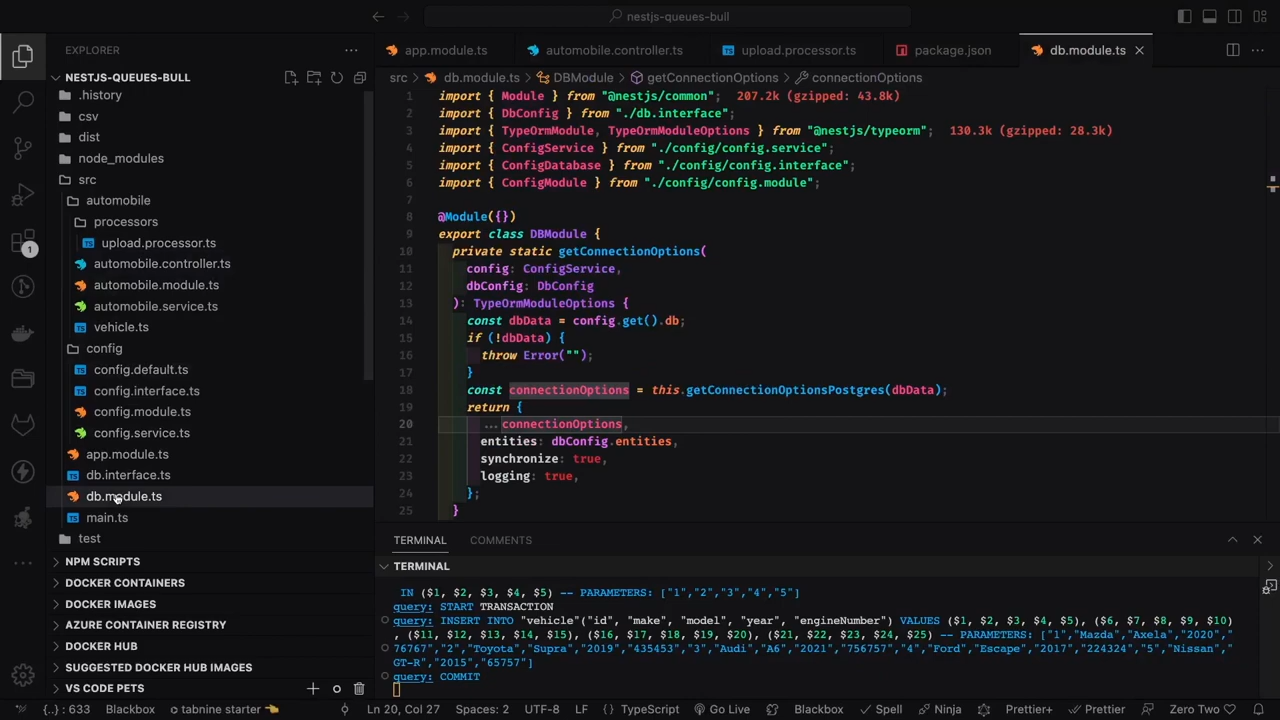 nestjs-queues-bull
EXPLORER
NESTJS-QUEUES-BULL
.history
csv
dist
node_modules
src
automobile
processors
upload.processor.ts
automobile.controller.ts
automobile.module.ts
automobile.service.ts
vehicle.ts
config
config.default.ts
config.interface.ts
config.module.ts
config.service.ts
app.module.ts
db.interface.ts
db.module.ts
main.ts
test
NPM SCRIPTS
DOCKER CONTAINERS
DOCKER IMAGES
AZURE CONTAINER REGISTRY
DOCKER HUB
SUGGESTED DOCKER HUB IMAGES
VS CODE PETS
1
app.module.ts automobile.controller.ts upload.processor.ts package.json db.module.ts
src > db.module.ts > DBModule > getConnectionOptions > connectionOptions
1 import { Module } from "@nestjs/common"; 207.2k (gzipped: 43.8k)
2 import { DbConfig } from "./db.interface";
3 import { TypeOrmModule, TypeOrmModuleOptions } from "@nestjs/typeorm"; 130.3k (gzipped: 28.3k)
4 import { ConfigService } from "./config/config.service";
5 import { ConfigDatabase } from "./config/config.interface";
6 import { ConfigModule } from "./config/config.module";
7
8 @Module({})
9 export class DBModule {
10 private static getConnectionOptions(
11 config: ConfigService,
12 dbConfig: DbConfig
13 ): TypeOrmModuleOptions {
14 const dbData = config.get().db;
15 if (!dbData) {
16 throw Error("");
17 }
18 const connectionOptions = this.getConnectionOptionsPostgres(dbData);
19 return {
20 ...connectionOptions,
21 entities: dbConfig.entities,
22 synchronize: true,
23 logging: true,
24 };
25 }
TERMINAL COMMENTS
TERMINAL
IN ($1, $2, $3, $4, $5) -- PARAMETERS: ["1","2","3","4","5"]
query: START TRANSACTION
query: INSERT INTO "vehicle"("id", "make", "model", "year", "engineNumber") VALUES ($1, $2, $3, $4, $5), ($6, $7, $8, $9, $10)
, ($11, $12, $13, $14, $15), ($16, $17, $18, $19, $20), ($21, $22, $23, $24, $25) -- PARAMETERS: ["1","Mazda","Axela","2020","
76767","2","Toyota","Supra","2019","435453","3","Audi","A6","2021","756757","4","Ford","Escape","2017","224324","5","Nissan","
GT-R","2015","65757"]
query: COMMIT
{..} : 633 Blackbox tabnine starter Ln 20, Col 27 Spaces: 2 UTF-8 LF { } TypeScript Go Live Blackbox Spell Ninja Prettier+ Prettier Zero Two